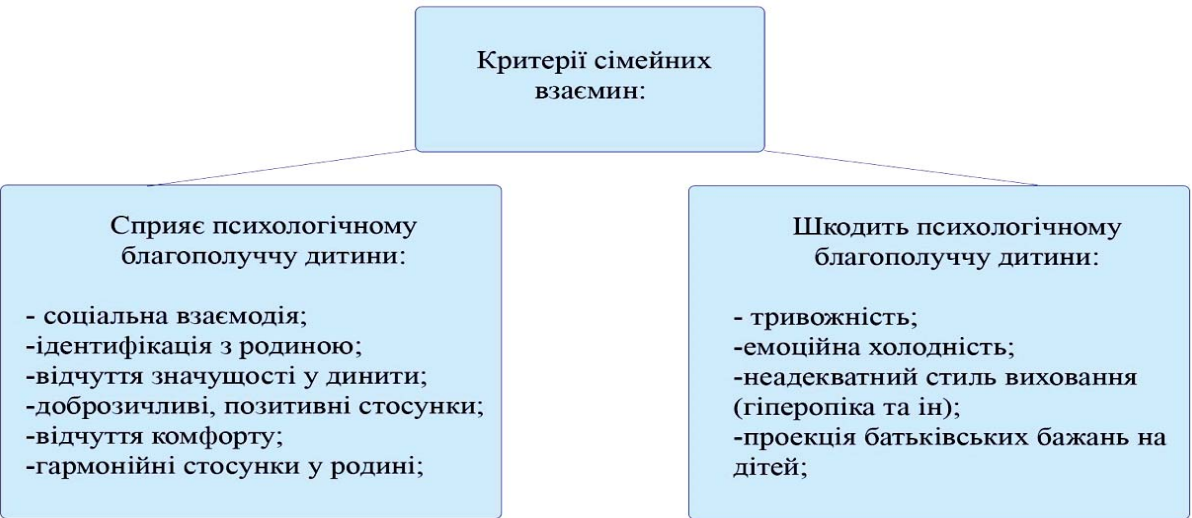 Критерії сімейних
взаємин:
Сприяє психологічному
благополуччу дитини:
- соціальна взаємодія;
-ідентифікація з родиною;
-відчуття значущості у динити;
-доброзичливі, позитивні стосунки;
-відчуття комфорту;
-гармонійні стосунки у родині;
Шкодить психологічному
благополуччу дитини:
- тривожність;
-емоційна холодність;
-неадекватний стиль виховання
(гіперопіка та ін);
-проекція батьківських бажань на
дітей;